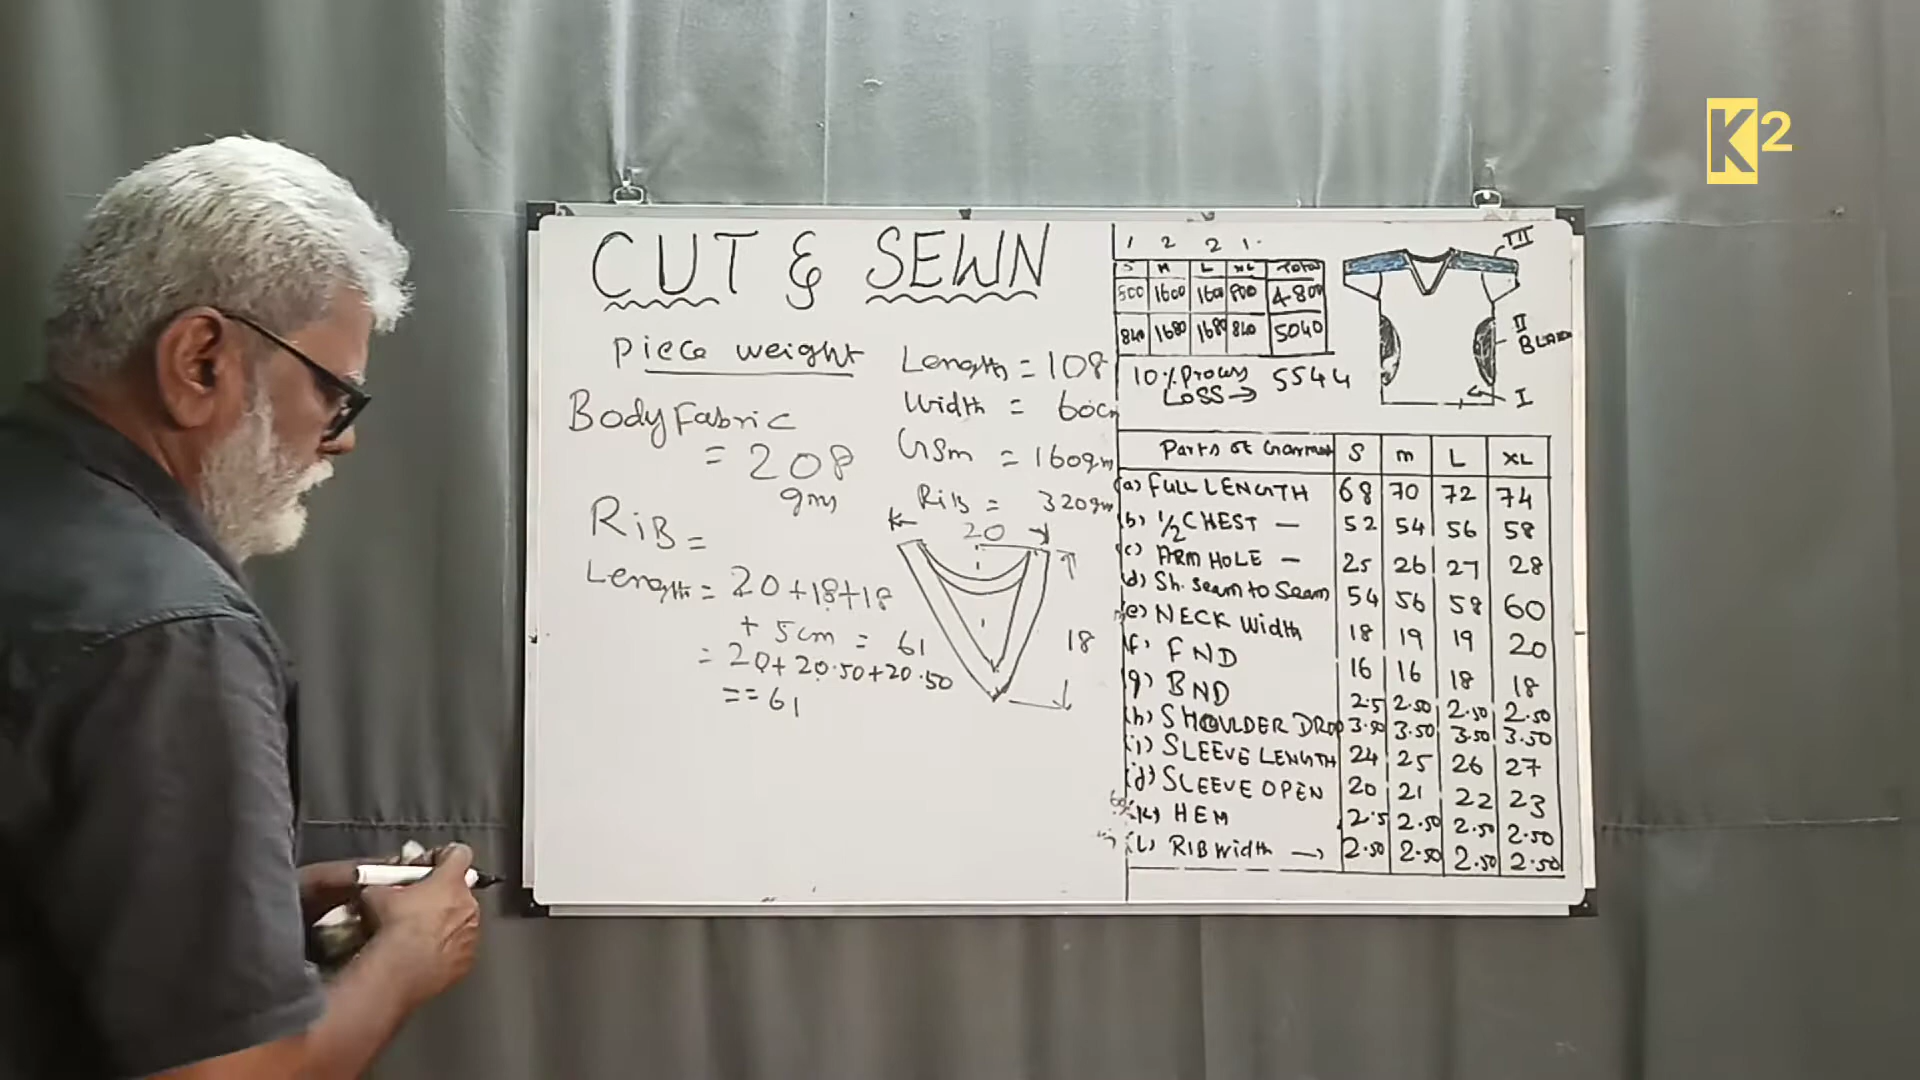 K2
CUT & SEWN
Piece weight
Body Fabric
= 208
gms
RiB =
Length = 20+18+18
+ 5cm = 61
= 20+20.50+20.50
== 61
Length = 108
Width = 60cm
GSm = 160gm
RiB = 320gm
20
18
1 2 2 1
S M L XL Total
500 1600 1600 800 4800
840 1680 1680 840 5040
10%
Loss → 5544
III
II
BLACK
I
Parts of Garment S m L XL
(a) FULL LENGTH 68 70 72 74
(b) 1/2 CHEST — 52 54 56 58
(c) ARM HOLE — 25 26 27 28
(d) Sh. Seam to Seam 54 56 58 60
(e) NECK Width 18 19 19 20
(f) FND 16 16 18 18
(g) BND 2.5 2.50 2.50 2.50
(h) SHOULDER DROP 3.50 3.50 3.50 3.50
(i) SLEEVE LENGTH 24 25 26 27
(j) SLEEVE OPEN 20 21 22 23
(k) HEM 2.5 2.50 2.50 2.50
(l) RIB Width → 2.50 2.50 2.50 2.50